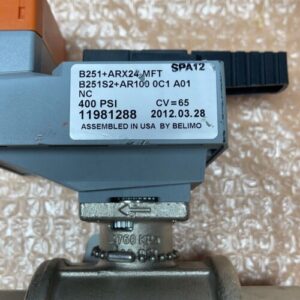 SPA12
B251+ARX24-MFT
B251S2+AR100 0C1 A01
NC
400 PSI CV=65
11981288 2012.03.28
ASSEMBLED IN USA BY BELIMO